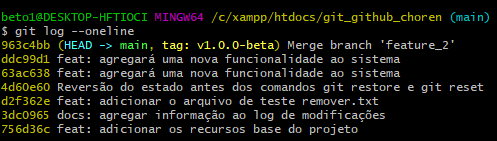 beto1@DESKTOP-HFTIOCI MINGW64 /c/xampp/htdocs/git_github_choren (main)
$ git log --oneline
963c4bb (HEAD -> main, tag: v1.0.0-beta) Merge branch 'feature_2'
ddc99d1 feat: agregará uma nova funcionalidade ao sistema
63ac638 feat: agregará uma nova funcionalidade ao sistema
4d60e60 Reversão do estado antes dos comandos git restore e git reset
d2f362e feat: adicionar o arquivo de teste remover.txt
3dc0965 docs: agregar informação ao log de modificações
756d36c feat: adicionar os recursos base do projeto